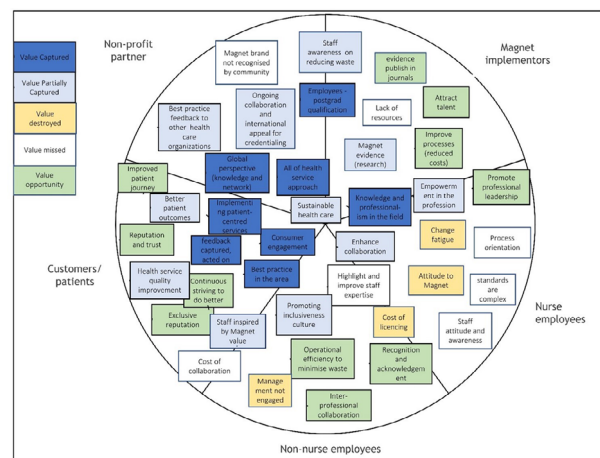 Value Captured
Value Partially
Captured
Value
destroyed
Value missed
Value
opportunity
Non-profit
partner
Magnet
implementors
Customers/
patients
Nurse
employees
Non-nurse employees
Magnet brand
not recognised
by community
Staff
awareness on
reducing waste
evidence
publish in
journals
Employees -
postgrad
qualification
Ongoing
collaboration
and
international
appeal for
credentialing
Best practice
feedback to
other health
care
organizations
Lack of
resources
Attract
talent
Magnet
evidence
(research)
Improve
processes
(reduced
costs)
Global
perspective
(knowledge and
network)
All of health
service
approach
Improved
patient
journey
Better
patient
outcomes
Implementi
ng patient-
centred
services
Sustainable
health care
Knowledge and
professional-
ism in the field
Empower
ment in the
profession
Promote
professional
leadership
Reputation
and trust
feedback
captured,
acted on
Consumer
engagement
Enhance
collaboration
Change
fatigue
Process
orientation
Health service
quality
improvement
Continuous
striving to
do better
Best practice
in the area
Highlight and
improve staff
expertise
Attitude to
Magnet
standards
are
complex
Exclusive
reputation
Staff inspired
by Magnet
value
Promoting
inclusiveness
culture
Cost of
licencing
Staff
attitude and
awareness
Cost of
collaboration
Operational
efficiency to
minimise waste
Recognition
and
acknowledgem
ent
Manage
ment not
engaged
Inter-
professional
collaboration